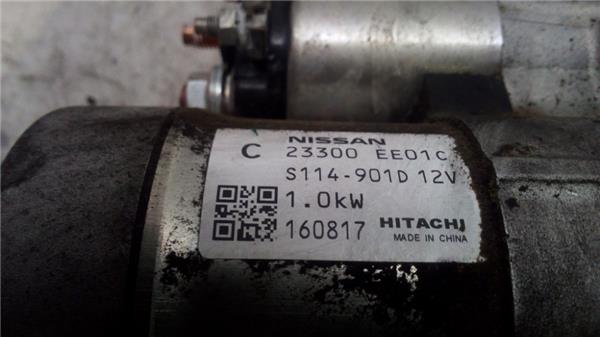 NISSAN
C 23300 EE01C
S114-901D 12V
1.0kW
160817 HITACHI
MADE IN CHINA